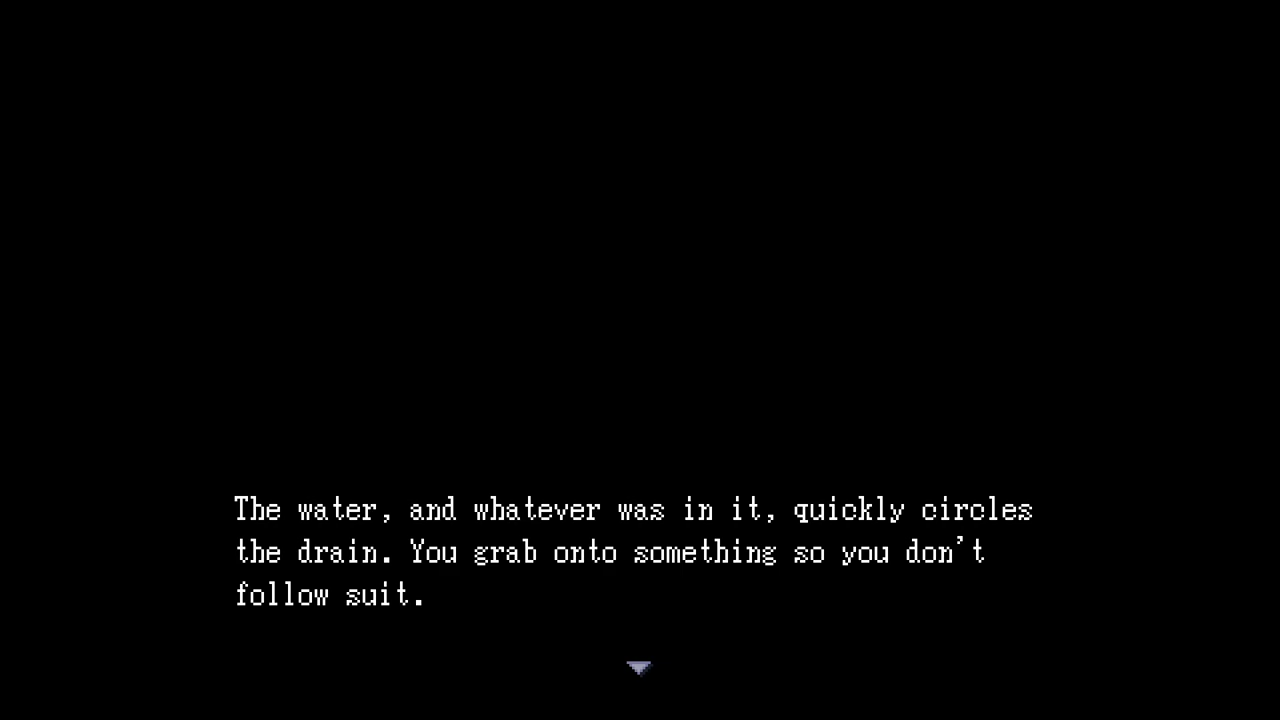 The water, and whatever was in it, quickly circles
the drain. You grab onto something so you don't
follow suit.